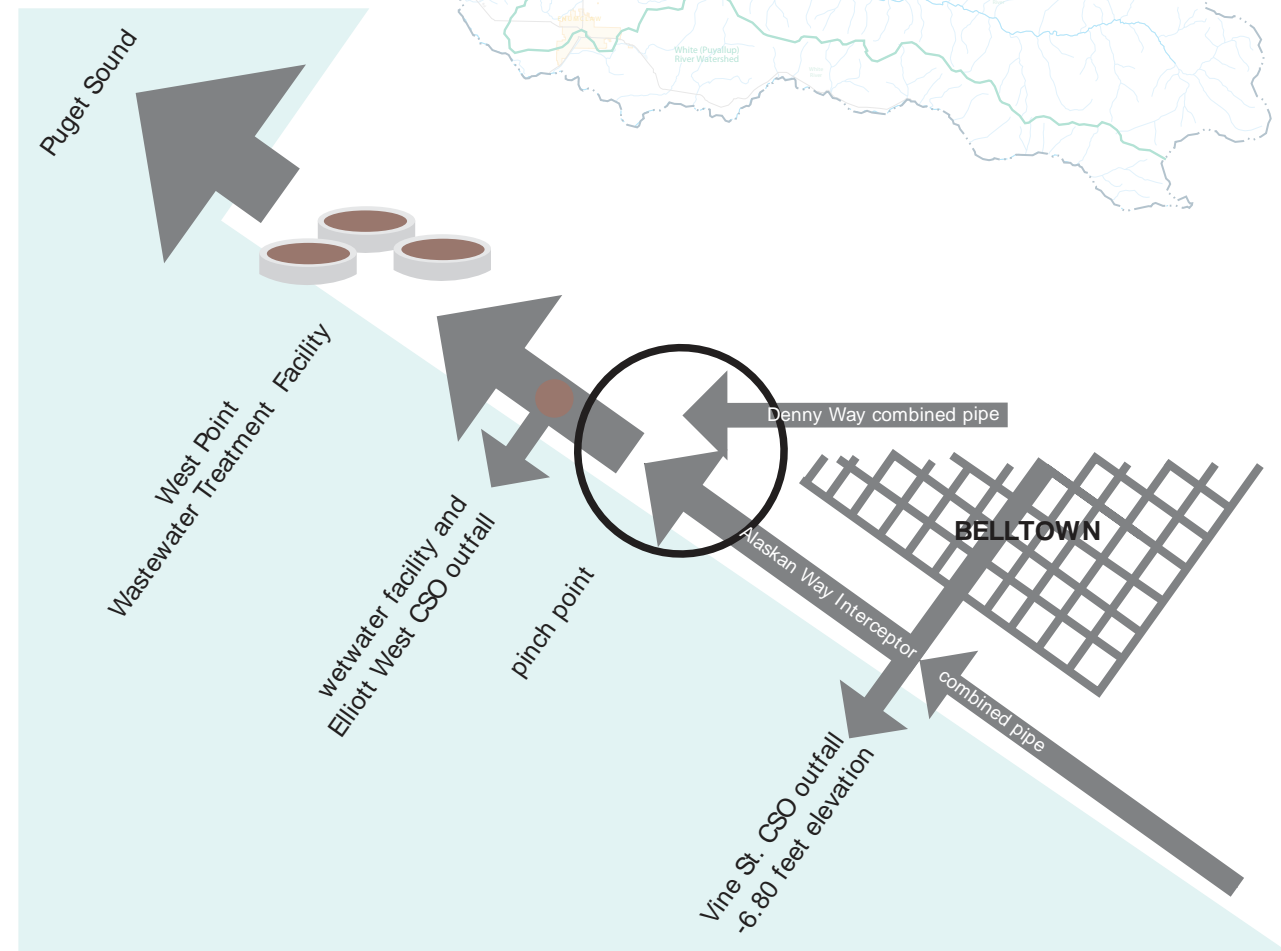 White (Puyallup)
River Watershed
Puget Sound
West Point
Wastewater Treatment Facility
wetwater facility and
Elliott West CSO outfall
pinch point
Denny Way combined pipe
Alaskan Way Interceptor
BELLTOWN
combined pipe
Vine St. CSO outfall
-6.80 feet elevation